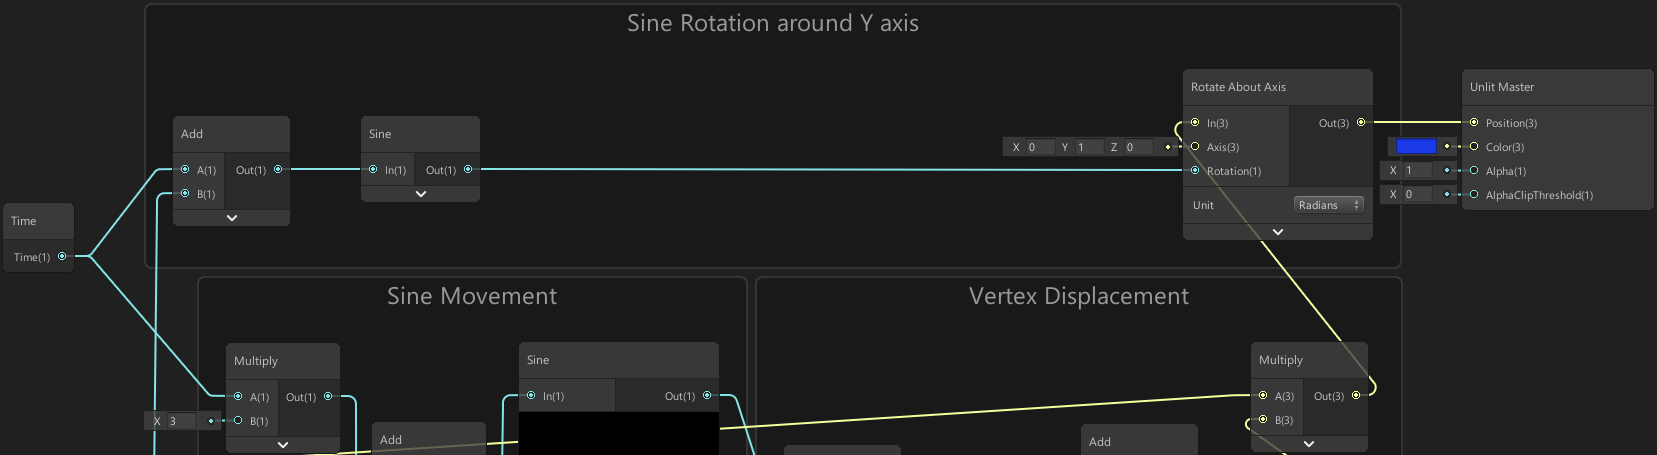 Sine Rotation around Y axis
Add
A(1) Out(1)
B(1)
Sine
In(1) Out(1)
Rotate About Axis
In(3) Out(3)
X 0 Y 1 Z 0 Axis(3)
Rotation(1)
Unit Radians
Unlit Master
Position(3)
Color(3)
X 1 Alpha(1)
X 0 AlphaClipThreshold(1)
Time
Time(1)
Sine Movement
Multiply
A(1) Out(1)
X 3 B(1)
Add
Sine
In(1) Out(1)
Vertex Displacement
Add
Multiply
A(3) Out(3)
B(3)